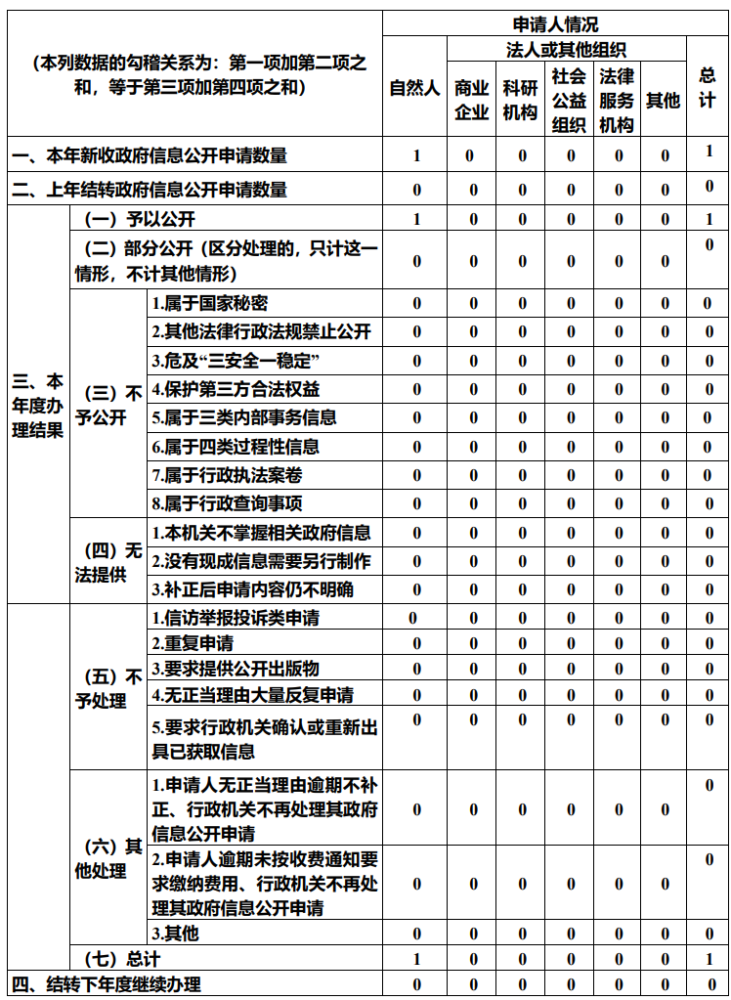 申请人情况
（本列数据的勾稽关系为：第一项加第二项之
和，等于第三项加第四项之和）
自然人
法人或其他组织
总
计
商业
企业
科研
机构
社会
公益
组织
法律
服务
机构
其他
一、本年新收政府信息公开申请数量 1 0 0 0 0 0 1
二、上年结转政府信息公开申请数量 0 0 0 0 0 0 0
三、本
年度办
理结果
（一）予以公开 1 0 0 0 0 0 1
（二）部分公开（区分处理的，只计这一
情形，不计其他情形） 0 0 0 0 0 0 0
（三）不
予公开
1.属于国家秘密 0 0 0 0 0 0 0
2.其他法律行政法规禁止公开 0 0 0 0 0 0 0
3.危及“三安全一稳定” 0 0 0 0 0 0 0
4.保护第三方合法权益 0 0 0 0 0 0 0
5.属于三类内部事务信息 0 0 0 0 0 0 0
6.属于四类过程性信息 0 0 0 0 0 0 0
7.属于行政执法案卷 0 0 0 0 0 0 0
8.属于行政查询事项 0 0 0 0 0 0 0
（四）无
法提供
1.本机关不掌握相关政府信息 0 0 0 0 0 0 0
2.没有现成信息需要另行制作 0 0 0 0 0 0 0
3.补正后申请内容仍不明确 0 0 0 0 0 0 0
（五）不
予处理
1.信访举报投诉类申请 0 0 0 0 0 0 0
2.重复申请 0 0 0 0 0 0 0
3.要求提供公开出版物 0 0 0 0 0 0 0
4.无正当理由大量反复申请 0 0 0 0 0 0 0
5.要求行政机关确认或重新出
具已获取信息 0 0 0 0 0 0 0
（六）其
他处理
1.申请人无正当理由逾期不补
正、行政机关不再处理其政府
信息公开申请 0 0 0 0 0 0 0
2.申请人逾期未按收费通知要
求缴纳费用、行政机关不再处
理其政府信息公开申请 0 0 0 0 0 0 0
3.其他 0 0 0 0 0 0 0
（七）总计 1 0 0 0 0 0 1
四、结转下年度继续办理 0 0 0 0 0 0 0